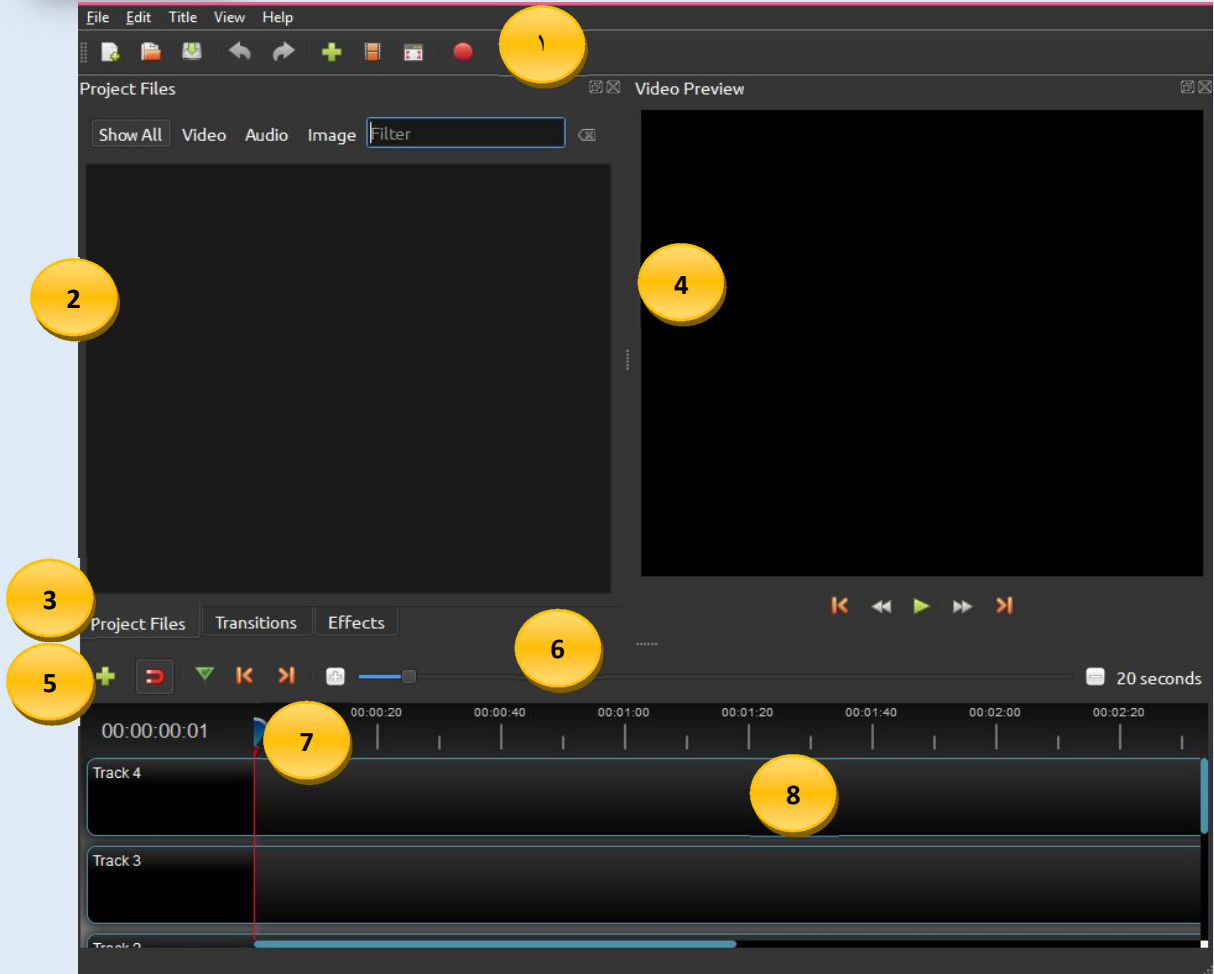 File Edit Title View Help
١
Project Files
Video Preview
Show All Video Audio Image Filter
2
4
3
Project Files Transitions Effects
6
5
20 seconds
00:00:20 00:00:40 00:01:00 00:01:20 00:01:40 00:02:00 00:02:20
00:00:00:01
7
Track 4
8
Track 3
Track 2